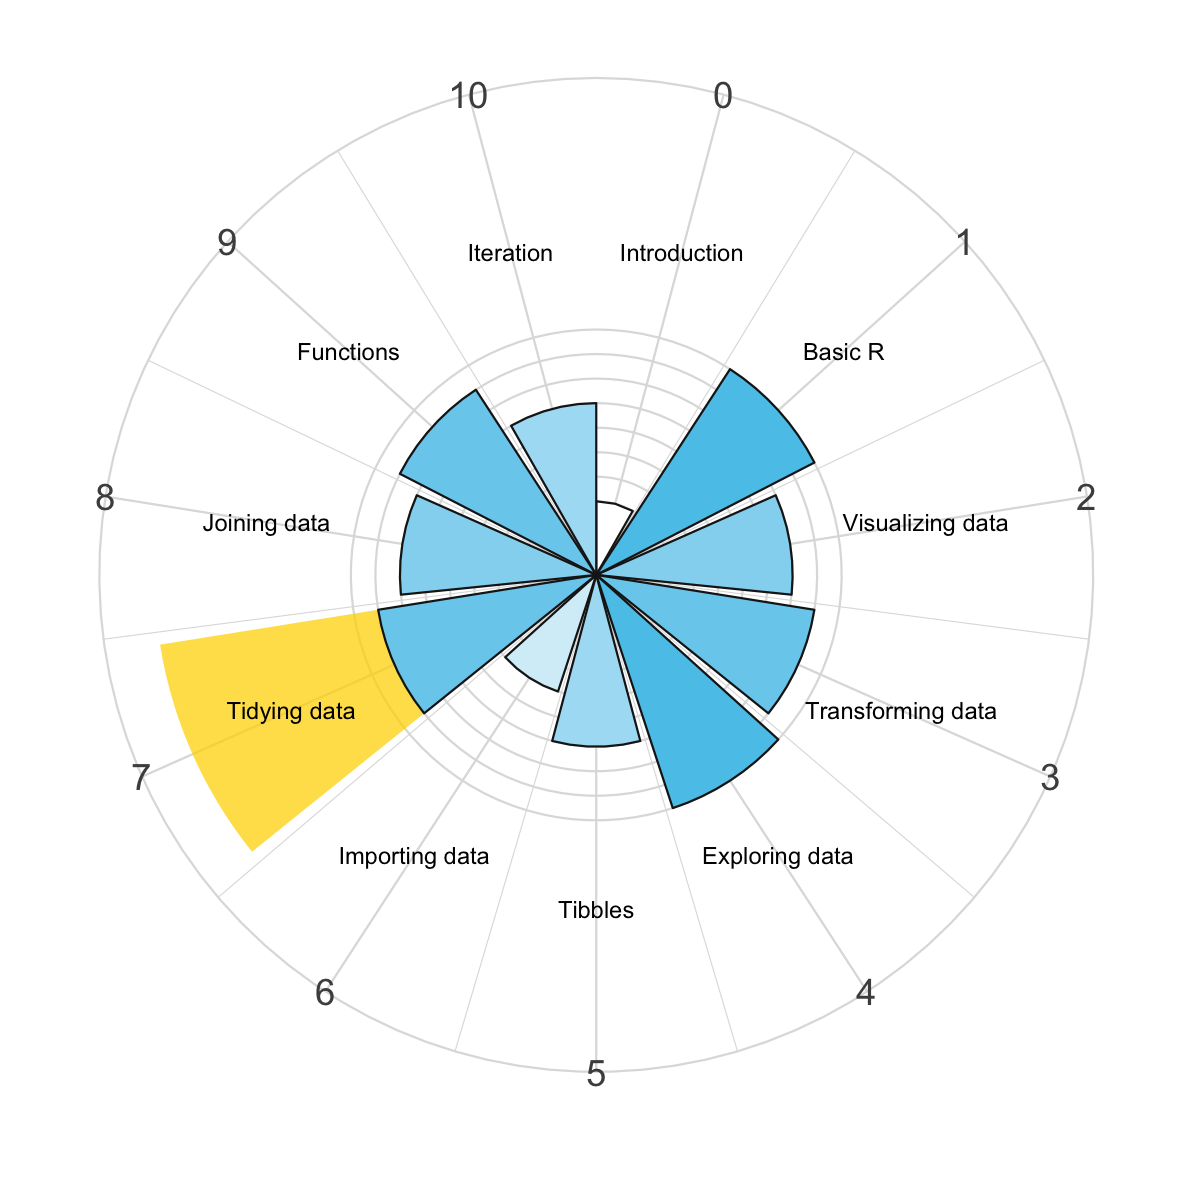 10
0
9
1
Iteration
Introduction
Functions
Basic R
8
2
Joining data
Visualizing data
Tidying data
Transforming data
7
3
Importing data
Exploring data
Tibbles
6
4
5